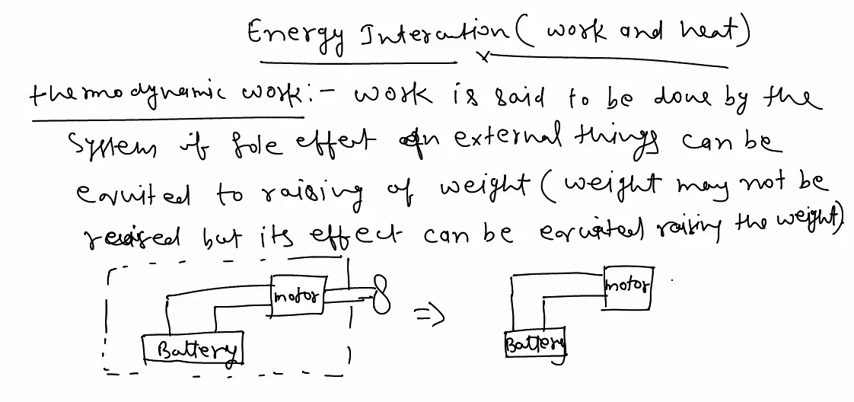 Energy Interaction (work and heat)
thermodynamic work:- work is said to be done by the
system if sole effect on external things can be
equited to raising of weight (weight may not be
raised but its effect can be equited raising the weight)
motor 8 ⇒ motor
Battery Battery